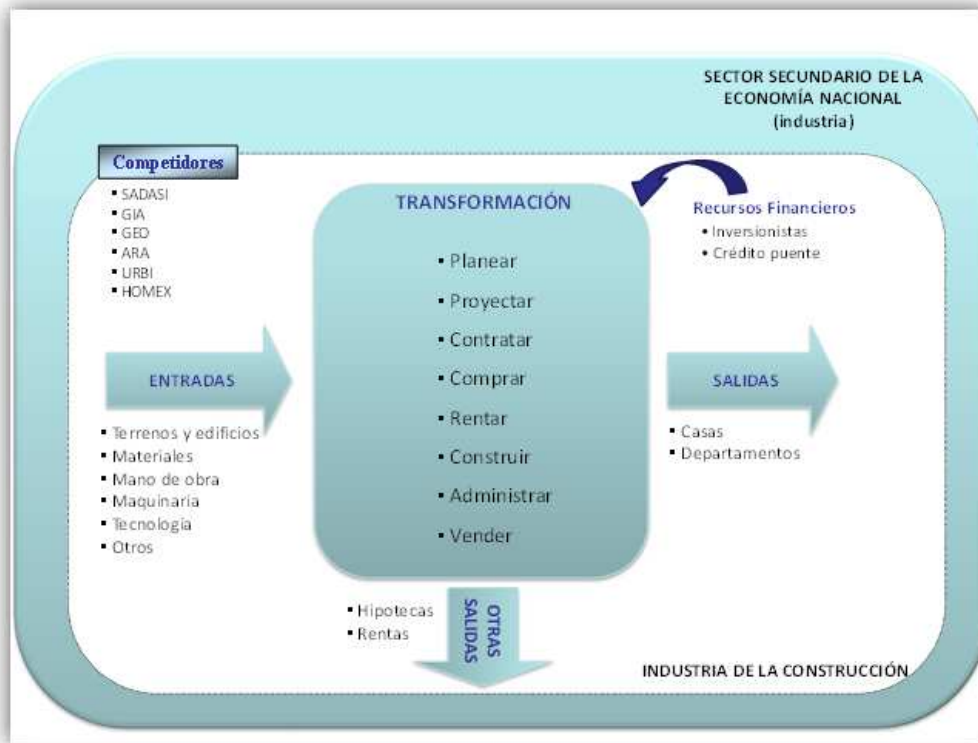 SECTOR SECUNDARIO DE LA
ECONOMÍA NACIONAL
(industria)
Competidores
▪ SADASI
▪ GIA
▪ GEO
▪ ARA
▪ URBI
▪ HOMEX
TRANSFORMACIÓN
▪ Planear
▪ Proyectar
▪ Contratar
▪ Comprar
▪ Rentar
▪ Construir
▪ Administrar
▪ Vender
Recursos Financieros
• Inversionistas
• Crédito puente
ENTRADAS
▪ Terrenos y edificios
▪ Materiales
▪ Mano de obra
▪ Maquinaria
▪ Tecnología
▪ Otros
SALIDAS
▪ Casas
▪ Departamentos
▪ Hipotecas
▪ Rentas
OTRAS
SALIDAS
INDUSTRIA DE LA CONSTRUCCIÓN